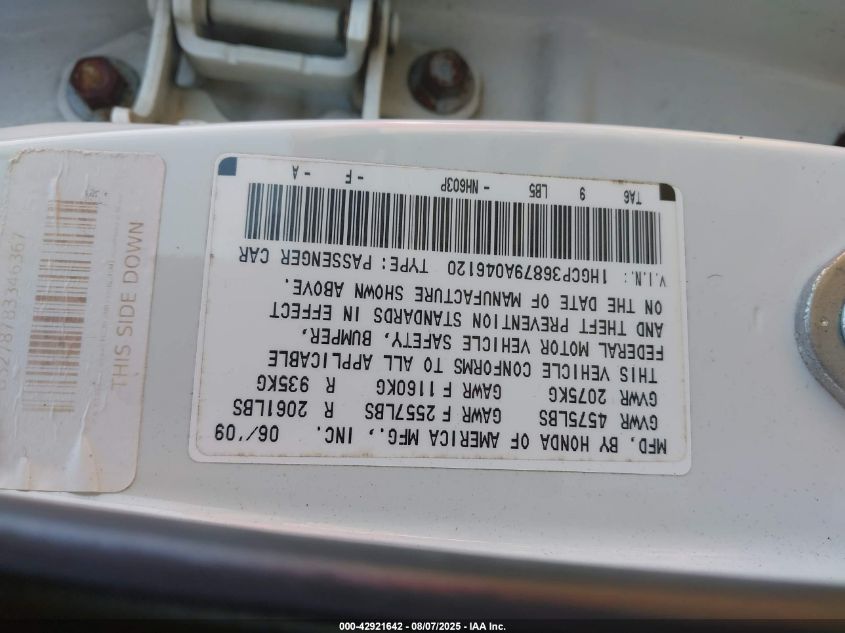 MFD. BY HONDA OF AMERICA MFG., INC. 06/'09
GVWR 4575LBS GAWR F 2557LBS R 2061LBS
GVWR 2075KG GAWR F 1160KG R 935KG
THIS VEHICLE CONFORMS TO ALL APPLICABLE
FEDERAL MOTOR VEHICLE SAFETY, BUMPER,
AND THEFT PREVENTION STANDARDS IN EFFECT
ON THE DATE OF MANUFACTURE SHOWN ABOVE.
V.I.N.: 1HGCP36879A046120 TYPE: PASSENGER CAR
TA6 9 LB5 - NH603P - F - A
THIS SIDE DOWN
000-42921642 - 08/07/2025 - IAA Inc.